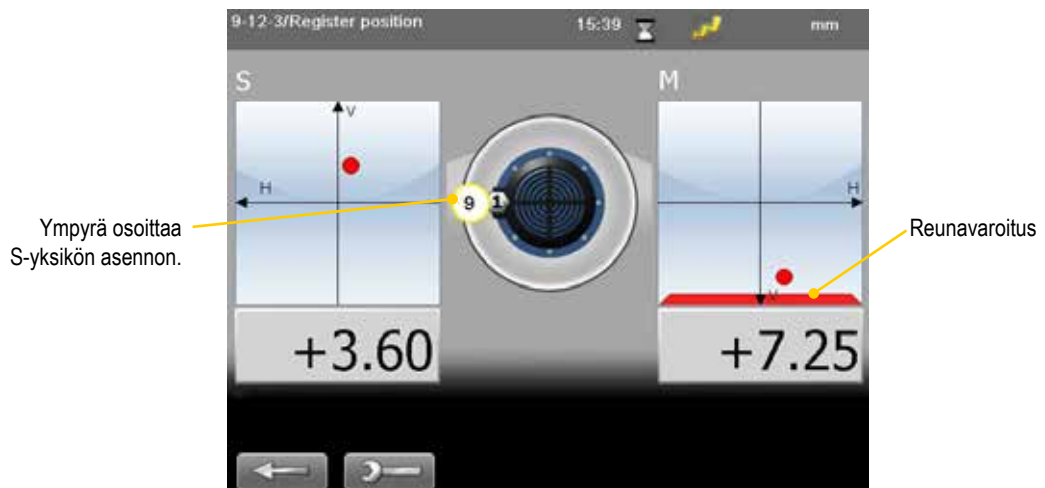 9-12-3/Register position 15:39 mm
S M
V
H H
9 1
Ympyrä osoittaa
S-yksikön asennon.
Reunavaroitus
V
+3.60 +7.25